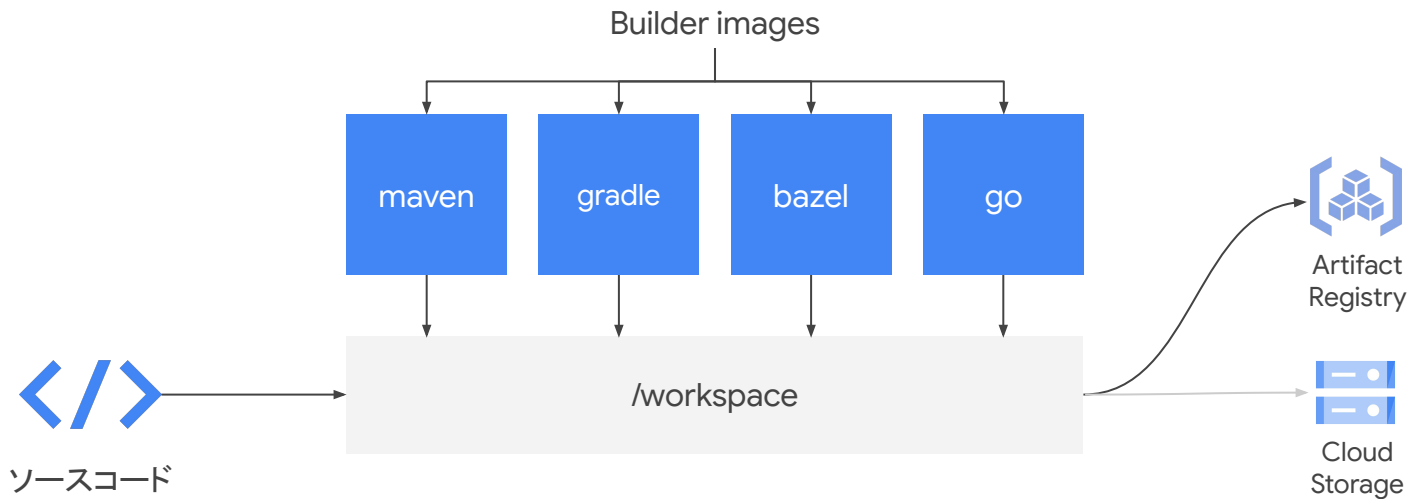 Builder images
maven
gradle
bazel
go
/workspace
ソースコード
Artifact
Registry
Cloud
Storage